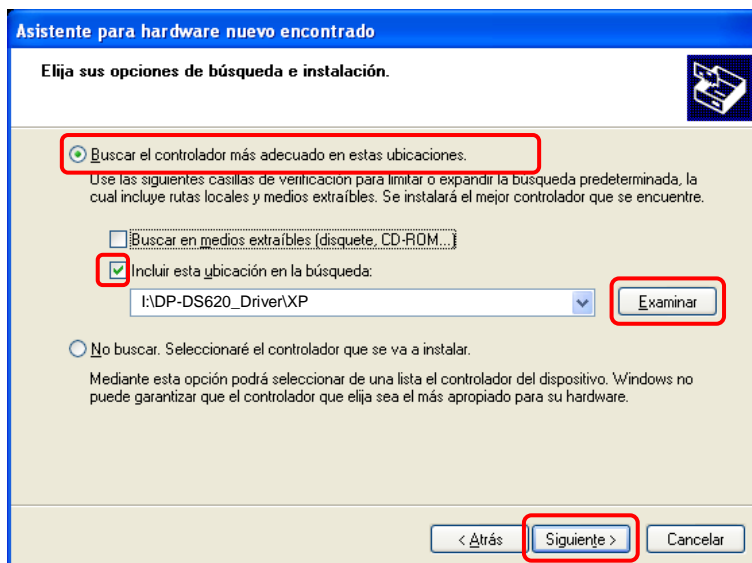 Asistente para hardware nuevo encontrado
Elija sus opciones de búsqueda e instalación.
Buscar el controlador más adecuado en estas ubicaciones.
Use las siguientes casillas de verificación para limitar o expandir la búsqueda predeterminada, la
cual incluye rutas locales y medios extraíbles. Se instalará el mejor controlador que se encuentre.
Buscar en medios extraíbles (disquete, CD-ROM...)
Incluir esta ubicación en la búsqueda:
I:\DP-DS620_Driver\XP
Examinar
No buscar. Seleccionaré el controlador que se va a instalar.
Mediante esta opción podrá seleccionar de una lista el controlador del dispositivo. Windows no
puede garantizar que el controlador que elija sea el más apropiado para su hardware.
< Atrás Siguiente > Cancelar